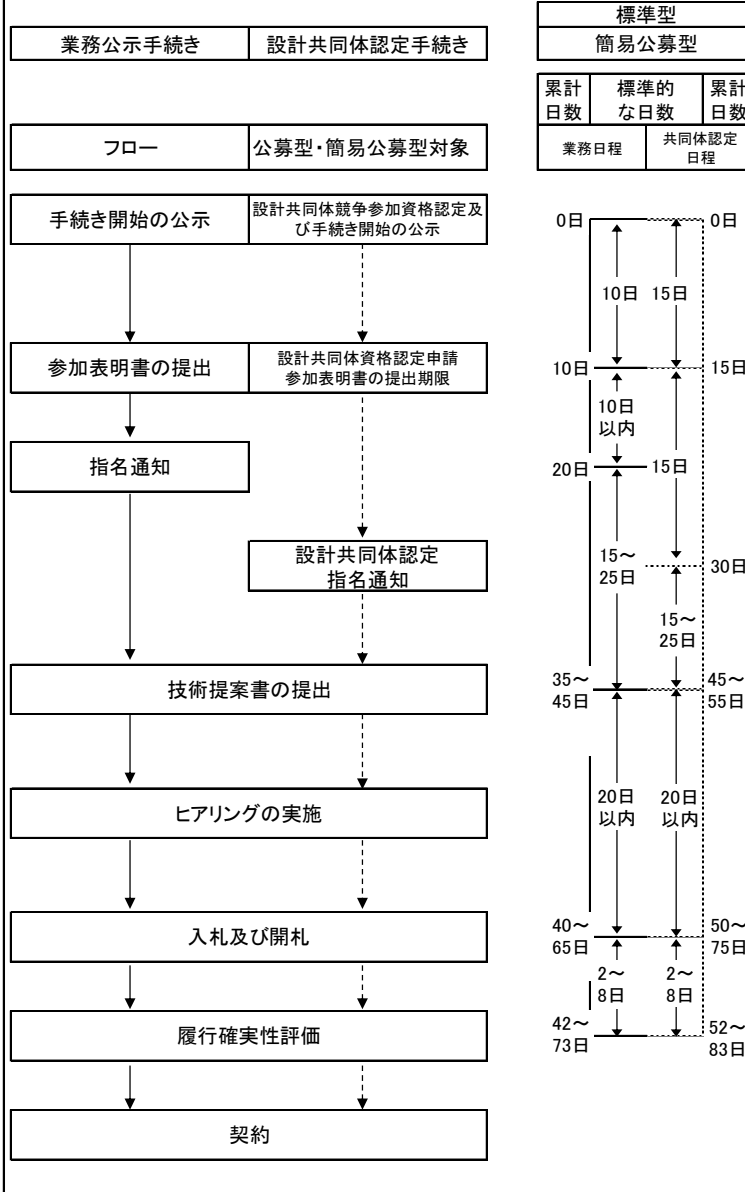 標準型
業務公示手続き 設計共同体認定手続き 簡易公募型
累計日数 標準的な日数 累計日数
フロー 公募型・簡易公募型対象 業務日程 共同体認定日程
手続き開始の公示
設計共同体競争参加資格認定及
び手続き開始の公示
0日 0日
10日 15日
参加表明書の提出
設計共同体資格認定申請
参加表明書の提出期限
10日 15日
10日
以内
指名通知
20日 15日
設計共同体認定
指名通知
15～
25日
30日
15～
25日
技術提案書の提出
35～
45日
45～
55日
ヒアリングの実施
20日
以内
20日
以内
入札及び開札
40～
65日
50～
75日
2～
8日
2～
8日
履行確実性評価
42～
73日
52～
83日
契約